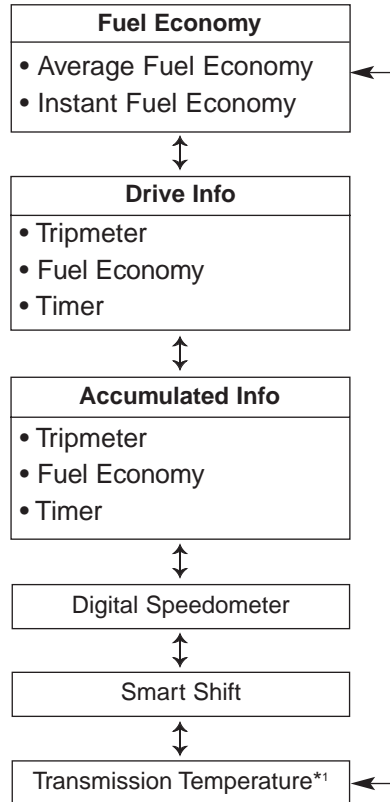 Fuel Economy
• Average Fuel Economy
• Instant Fuel Economy
Drive Info
• Tripmeter
• Fuel Economy
• Timer
Accumulated Info
• Tripmeter
• Fuel Economy
• Timer
Digital Speedometer
Smart Shift
Transmission Temperature*1